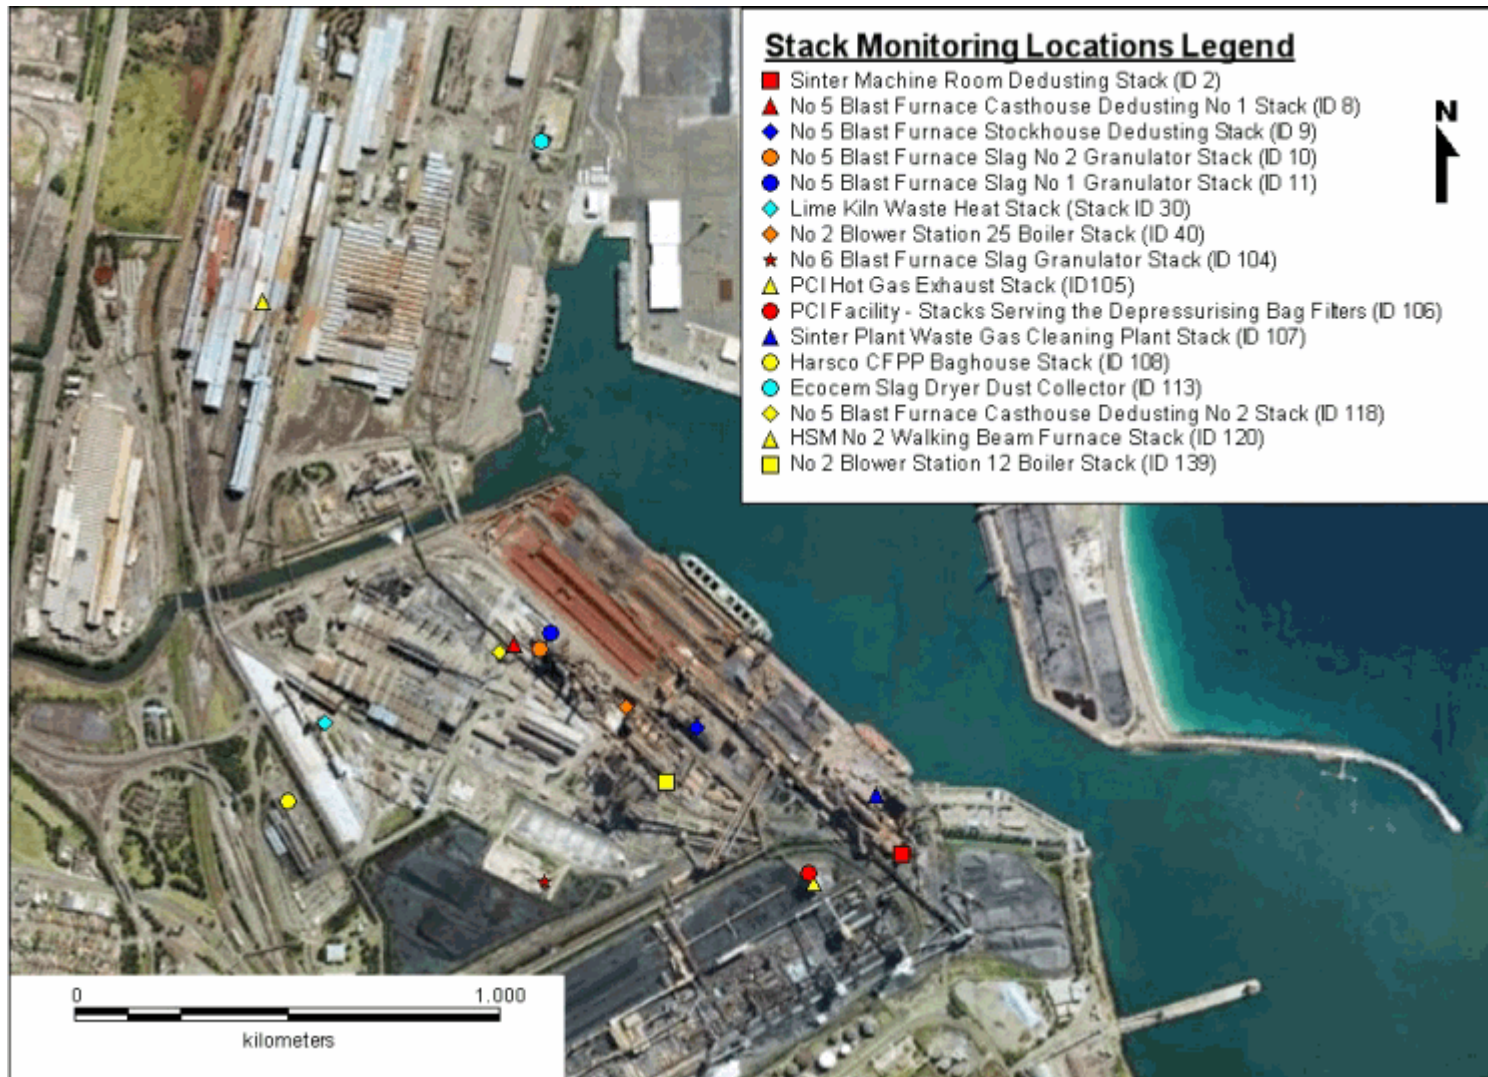 Stack Monitoring Locations Legend
Sinter Machine Room Dedusting Stack (ID 2)
No 5 Blast Furnace Casthouse Dedusting No 1 Stack (ID 8)
No 5 Blast Furnace Stockhouse Dedusting Stack (ID 9)
No 5 Blast Furnace Slag No 2 Granulator Stack (ID 10)
No 5 Blast Furnace Slag No 1 Granulator Stack (ID 11)
Lime Kiln Waste Heat Stack (Stack ID 30)
No 2 Blower Station 25 Boiler Stack (ID 40)
No 6 Blast Furnace Slag Granulator Stack (ID 104)
PCI Hot Gas Exhaust Stack (ID105)
PCI Facility - Stacks Serving the Depressurising Bag Filters (ID 106)
Sinter Plant Waste Gas Cleaning Plant Stack (ID 107)
Harsco CFPP Baghouse Stack (ID 108)
Ecocem Slag Dryer Dust Collector (ID 113)
No 5 Blast Furnace Casthouse Dedusting No 2 Stack (ID 118)
HSM No 2 Walking Beam Furnace Stack (ID 120)
No 2 Blower Station 12 Boiler Stack (ID 139)
N
0 1.000
kilometers